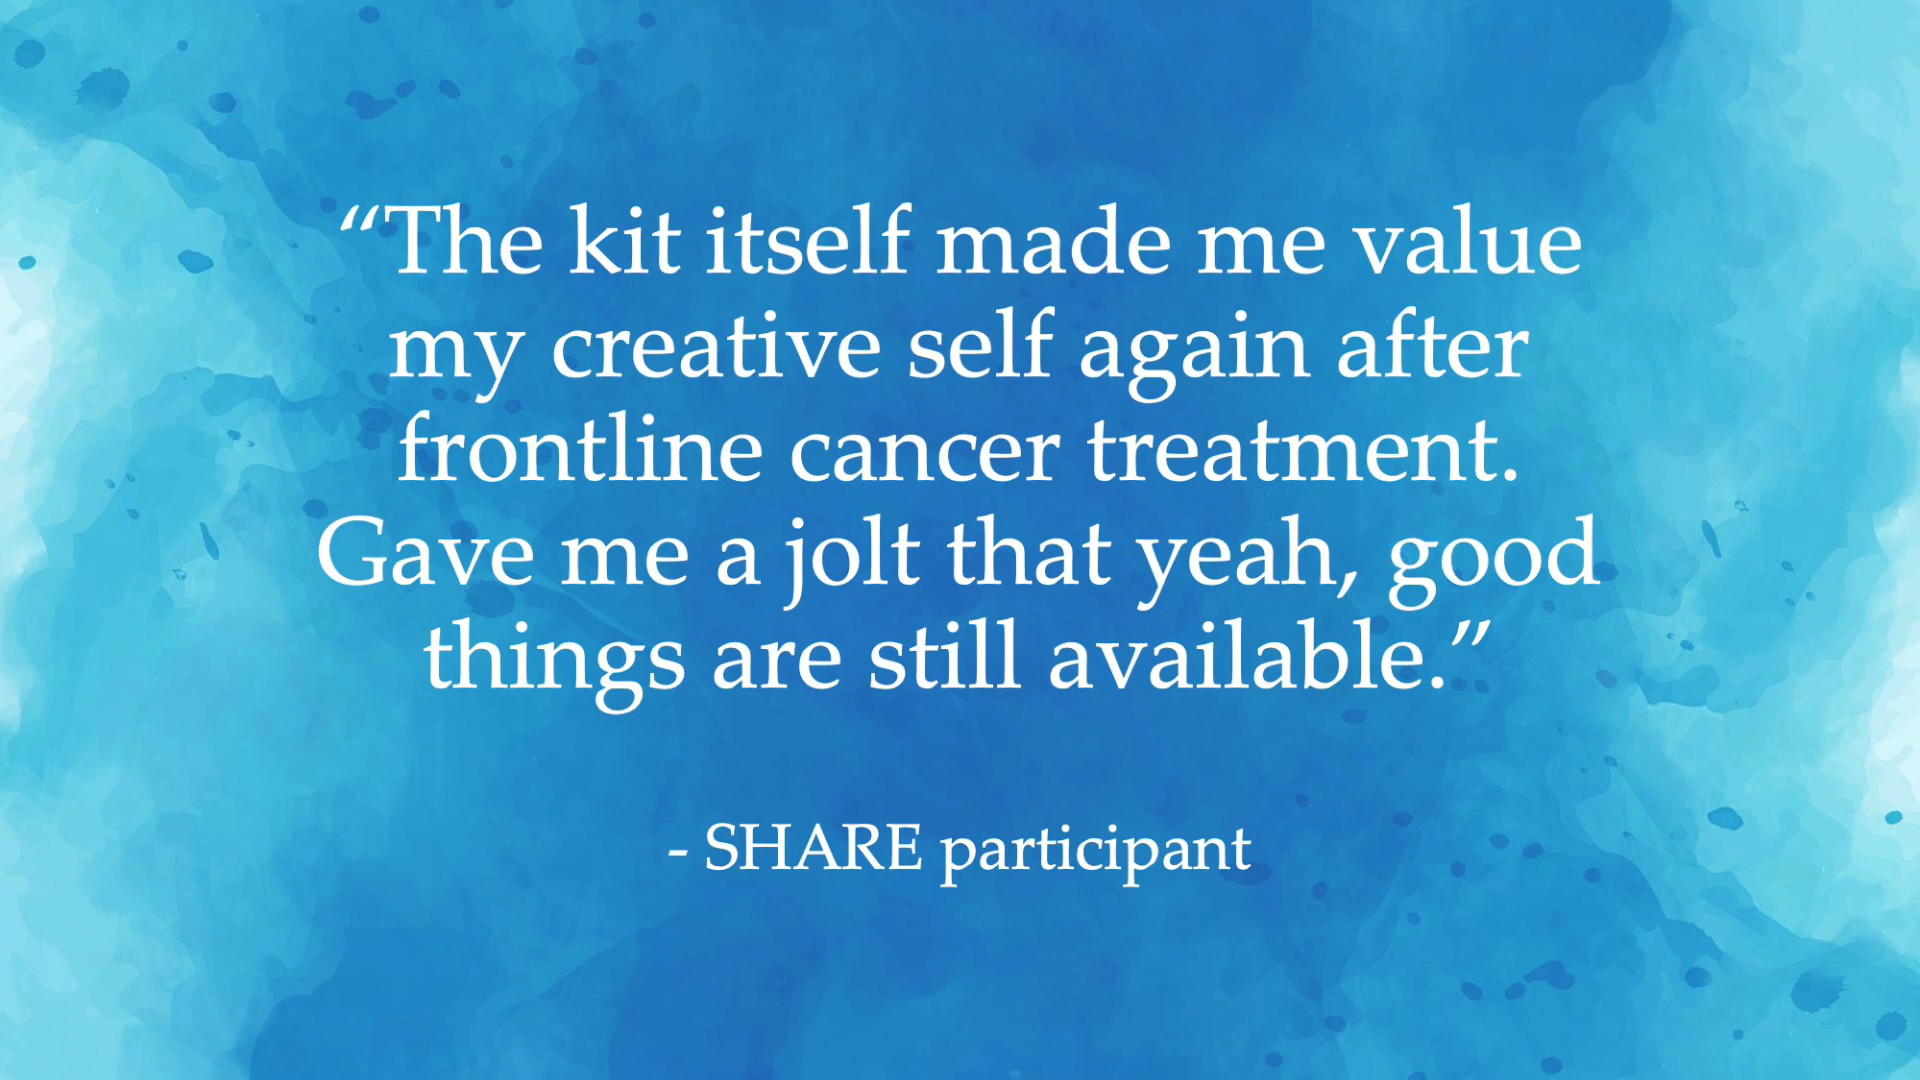 “The kit itself made me value
my creative self again after
frontline cancer treatment.
Gave me a jolt that yeah, good
things are still available.”
- SHARE participant